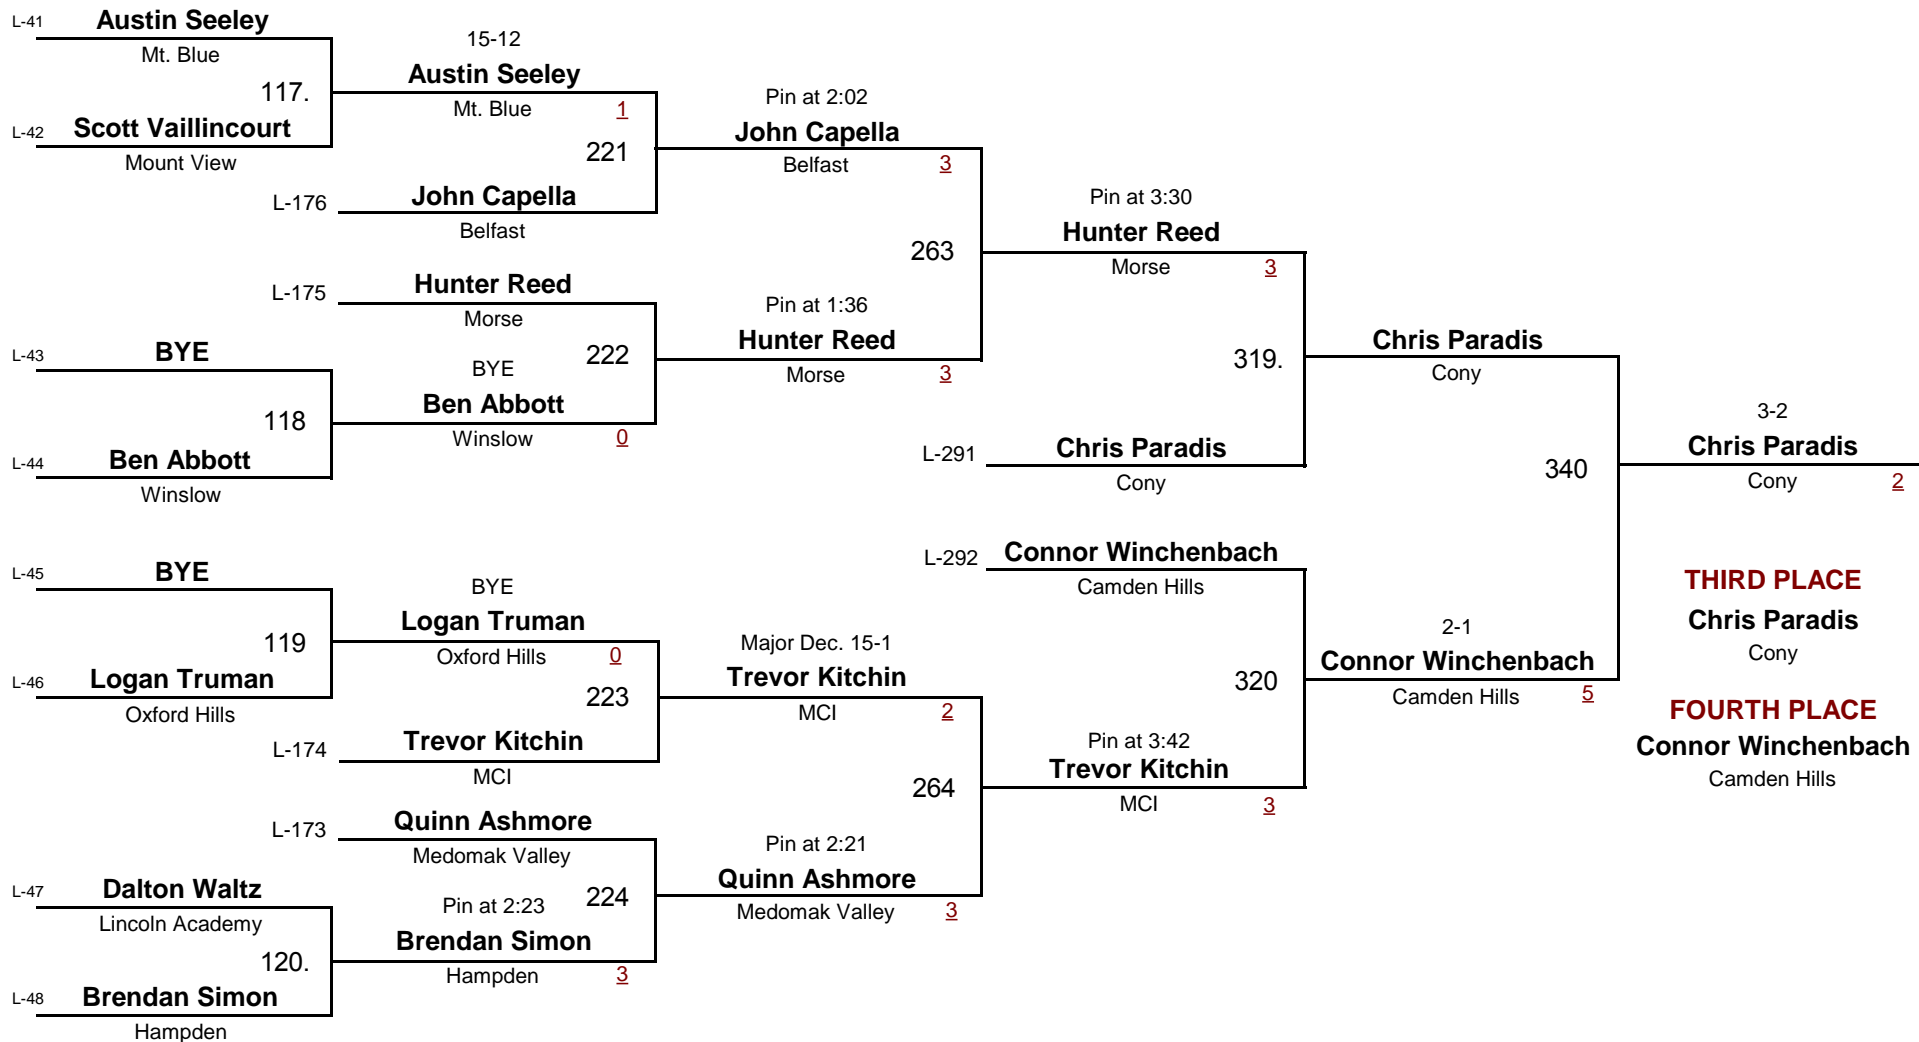 L-41
Austin Seeley
Mt. Blue
117.
L-42
Scott Vaillincourt
Mount View
15-12
Austin Seeley
Mt. Blue
1
221
L-176
John Capella
Belfast
Pin at 2:02
John Capella
Belfast
3
263
L-175
Hunter Reed
Morse
222
L-43
BYE
118
L-44
Ben Abbott
Winslow
BYE
Ben Abbott
Winslow
0
Pin at 1:36
Hunter Reed
Morse
3
Pin at 3:30
Hunter Reed
Morse
3
319.
L-291
Chris Paradis
Cony
Chris Paradis
Cony
340
3-2
Chris Paradis
Cony
2
L-45
BYE
119
L-46
Logan Truman
Oxford Hills
BYE
Logan Truman
Oxford Hills
0
223
L-174
Trevor Kitchin
MCI
Major Dec. 15-1
Trevor Kitchin
MCI
2
264
L-173
Quinn Ashmore
Medomak Valley
224
L-47
Dalton Waltz
Lincoln Academy
120.
L-48
Brendan Simon
Hampden
Pin at 2:23
Brendan Simon
Hampden
3
Pin at 2:21
Quinn Ashmore
Medomak Valley
3
L-292
Connor Winchenbach
Camden Hills
320
Pin at 3:42
Trevor Kitchin
MCI
3
2-1
Connor Winchenbach
Camden Hills
5
THIRD PLACE
Chris Paradis
Cony
FOURTH PLACE
Connor Winchenbach
Camden Hills